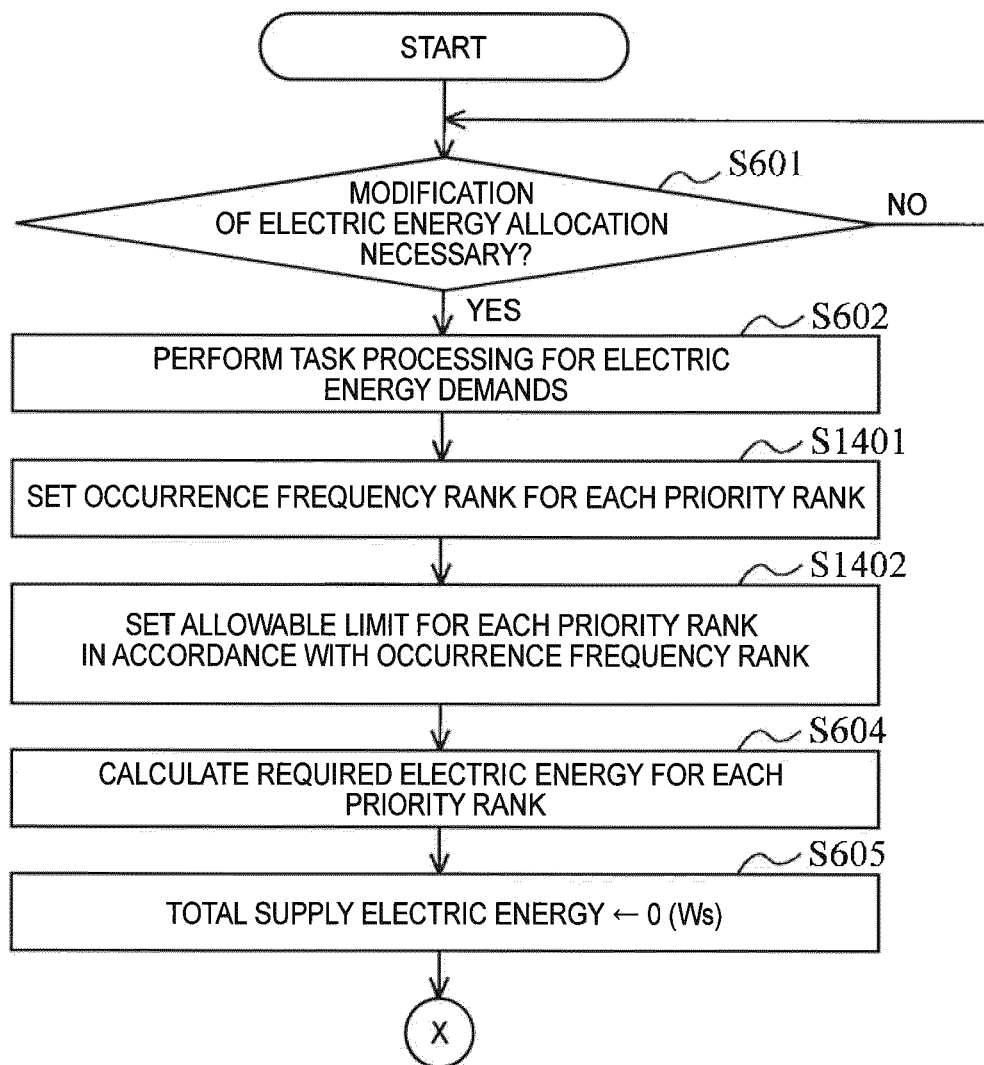 START
S601
MODIFICATION
OF ELECTRIC ENERGY ALLOCATION
NECESSARY?
NO
YES
S602
PERFORM TASK PROCESSING FOR ELECTRIC
ENERGY DEMANDS
S1401
SET OCCURRENCE FREQUENCY RANK FOR EACH PRIORITY RANK
S1402
SET ALLOWABLE LIMIT FOR EACH PRIORITY RANK
IN ACCORDANCE WITH OCCURRENCE FREQUENCY RANK
S604
CALCULATE REQUIRED ELECTRIC ENERGY FOR EACH
PRIORITY RANK
S605
TOTAL SUPPLY ELECTRIC ENERGY ← 0 (Ws)
X